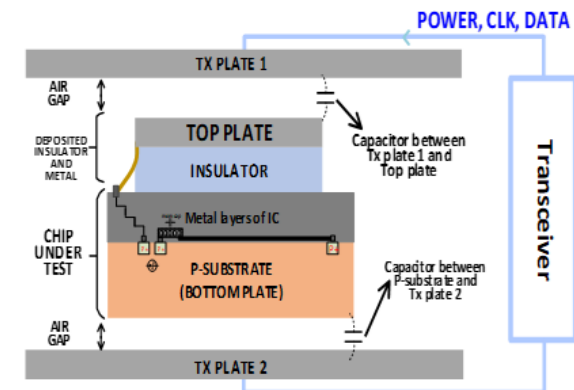 POWER, CLK, DATA
TX PLATE 1
AIR
GAP
TOP PLATE
DEPOSITED
INSULATOR
AND
METAL
INSULATOR
Capacitor between
Tx plate 1 and
Top plate
Transceiver
Metal layers of IC
CHIP
UNDER
TEST
P-SUBSTRATE
(BOTTOM PLATE)
Capacitor between
P-substrate and
Tx plate 2
AIR
GAP
TX PLATE 2